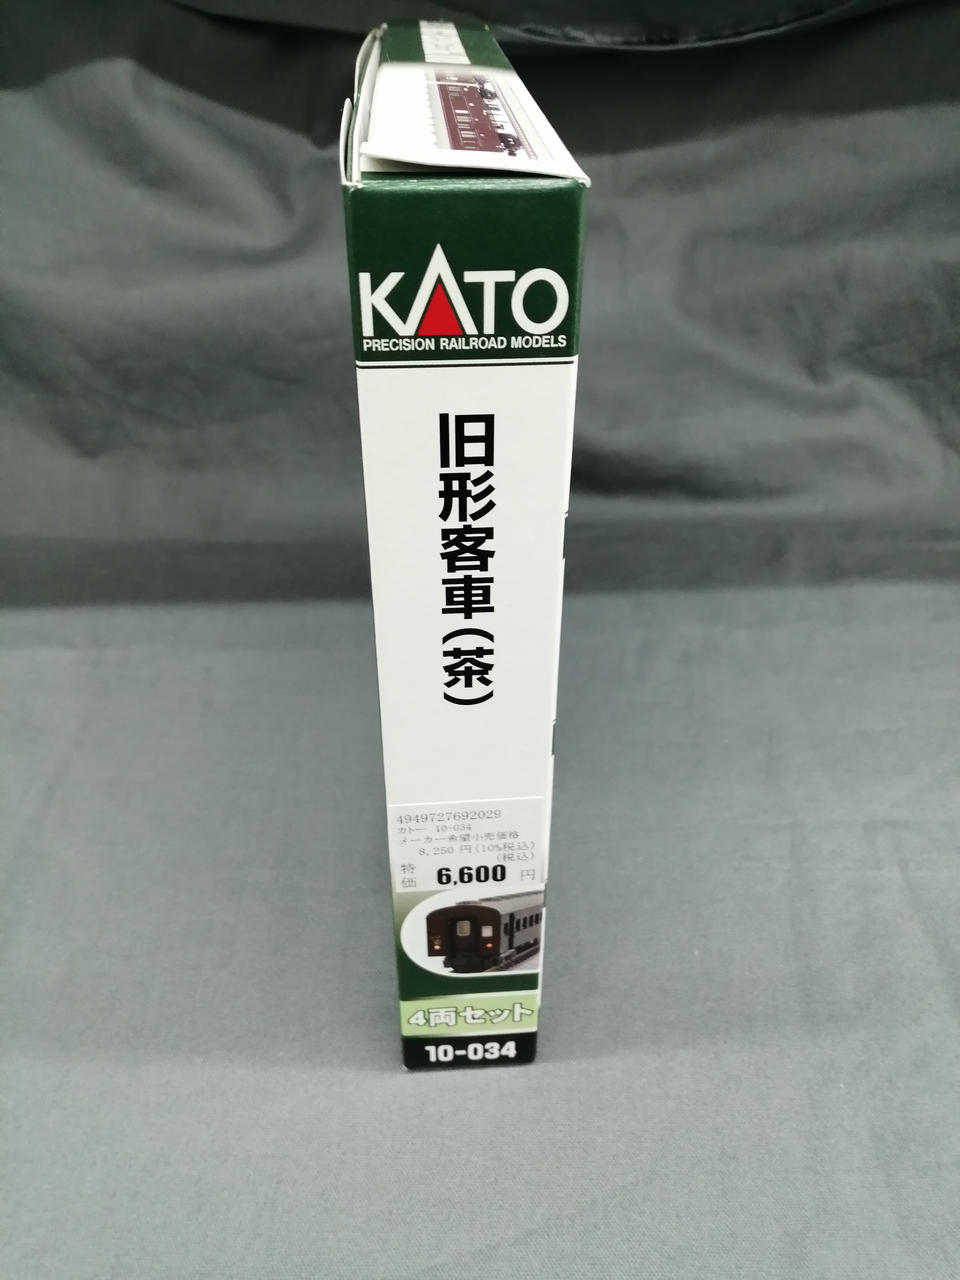 KATO
PRECISION RAILROAD MODELS
旧形客車(茶)
4949727692029
カトー 10-034
メーカー希望小売価格
8,250 円(10%税込)
(税込)
特価 6,600 円
4両セット
10-034